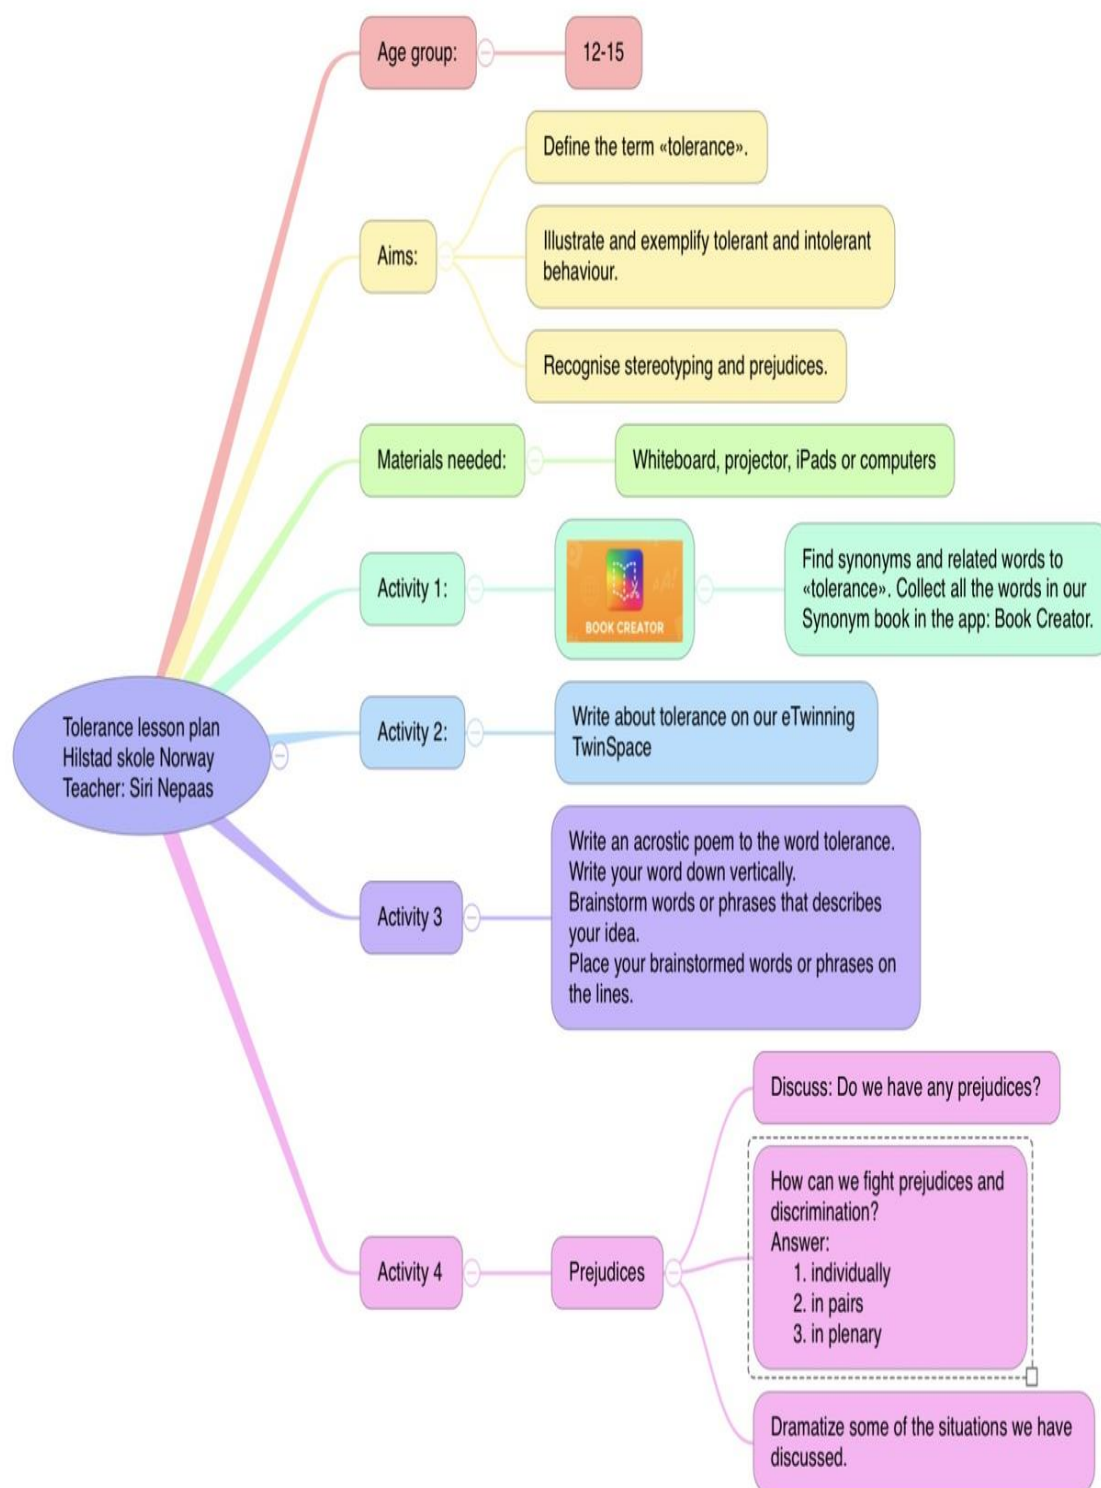 Age group:
12-15
Aims:
Define the term «tolerance».
Illustrate and exemplify tolerant and intolerant
behaviour.
Recognise stereotyping and prejudices.
Materials needed:
Whiteboard, projector, iPads or computers
Activity 1:
BOOK CREATOR
Find synonyms and related words to
«tolerance». Collect all the words in our
Synonym book in the app: Book Creator.
Tolerance lesson plan
Hilstad skole Norway
Teacher: Siri Nepaas
Activity 2:
Write about tolerance on our eTwinning
TwinSpace
Activity 3
Write an acrostic poem to the word tolerance.
Write your word down vertically.
Brainstorm words or phrases that describes
your idea.
Place your brainstormed words or phrases on
the lines.
Activity 4
Prejudices
Discuss: Do we have any prejudices?
How can we fight prejudices and
discrimination?
Answer:
1. individually
2. in pairs
3. in plenary
Dramatize some of the situations we have
discussed.